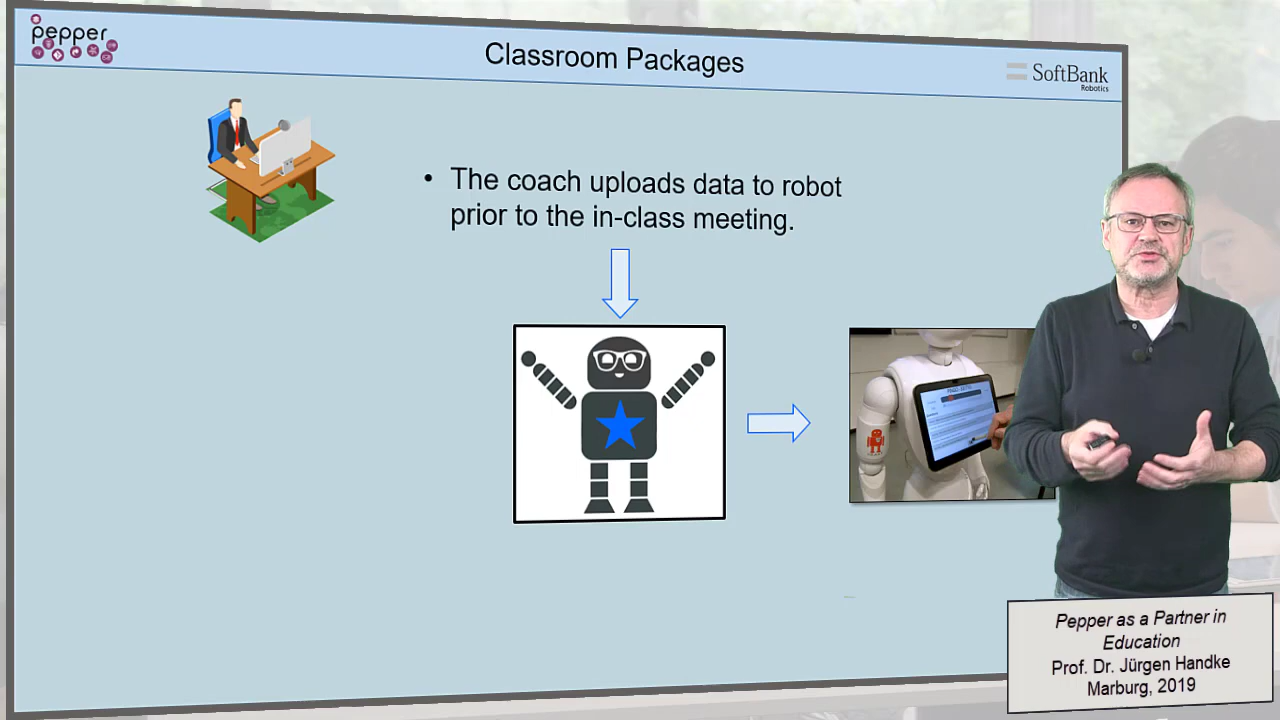 pepper
Classroom Packages
SoftBank
Robotics
• The coach uploads data to robot
prior to the in-class meeting.
Pepper as a Partner in
Education
Prof. Dr. Jürgen Handke
Marburg, 2019